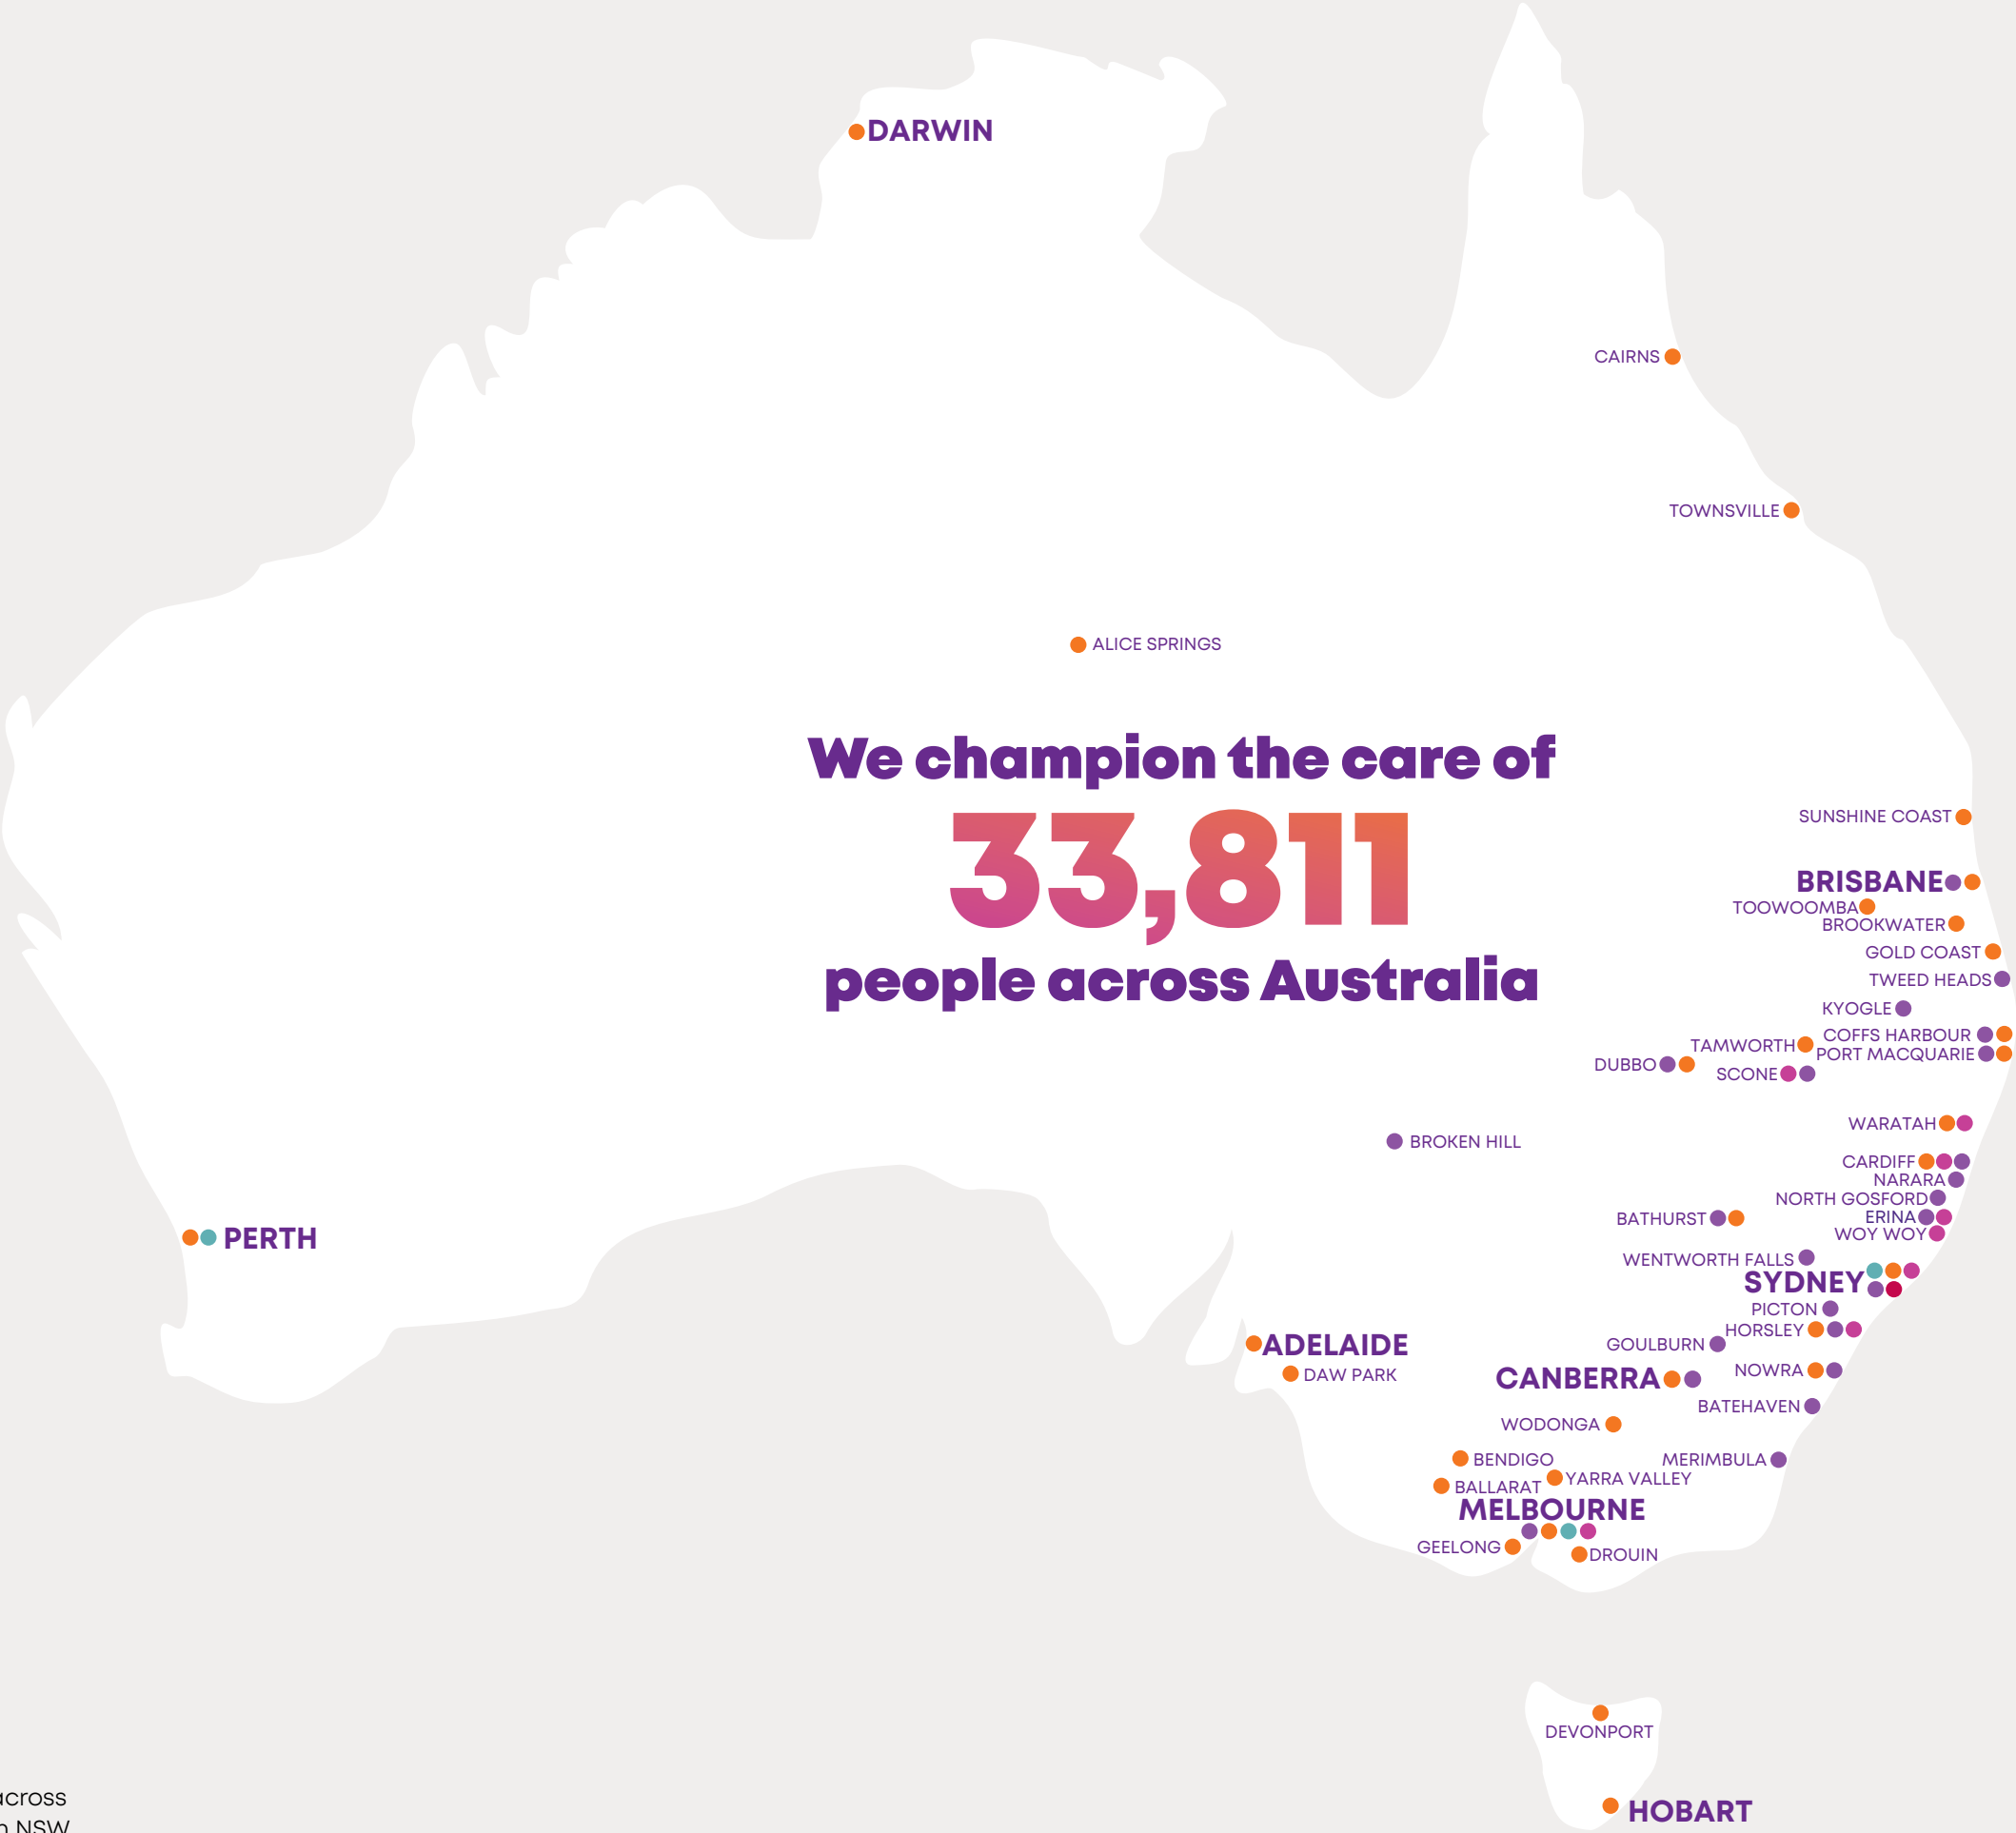 DARWIN
CAIRNS
TOWNSVILLE
ALICE SPRINGS
We champion the care of
33,811
people across Australia
SUNSHINE COAST
BRISBANE
TOOWOOMBA
BROOKWATER
GOLD COAST
TWEED HEADS
KYOGLE
COFFS HARBOUR
TAMWORTH
PORT MACQUARIE
DUBBO
SCONE
WARATAH
BROKEN HILL
CARDIFF
NARARA
NORTH GOSFORD
BATHURST
ERINA
WOY WOY
PERTH
WENTWORTH FALLS
SYDNEY
PICTON
HORSLEY
GOULBURN
ADELAIDE
NOWRA
DAW PARK
CANBERRA
BATEHAVEN
WODONGA
BENDIGO
MERIMBULA
YARRA VALLEY
BALLARAT
MELBOURNE
GEELONG
DROUIN
DEVONPORT
across
NSW
HOBART